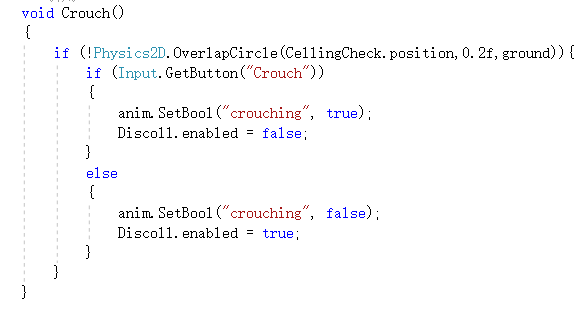 void Crouch()
{
if (!Physics2D.OverlapCircle(CellingCheck.position,0.2f,ground)){
if (Input.GetButton("Crouch"))
{
anim.SetBool("crouching", true);
Discoll.enabled = false;
}
else
{
anim.SetBool("crouching", false);
Discoll.enabled = true;
}
}
}